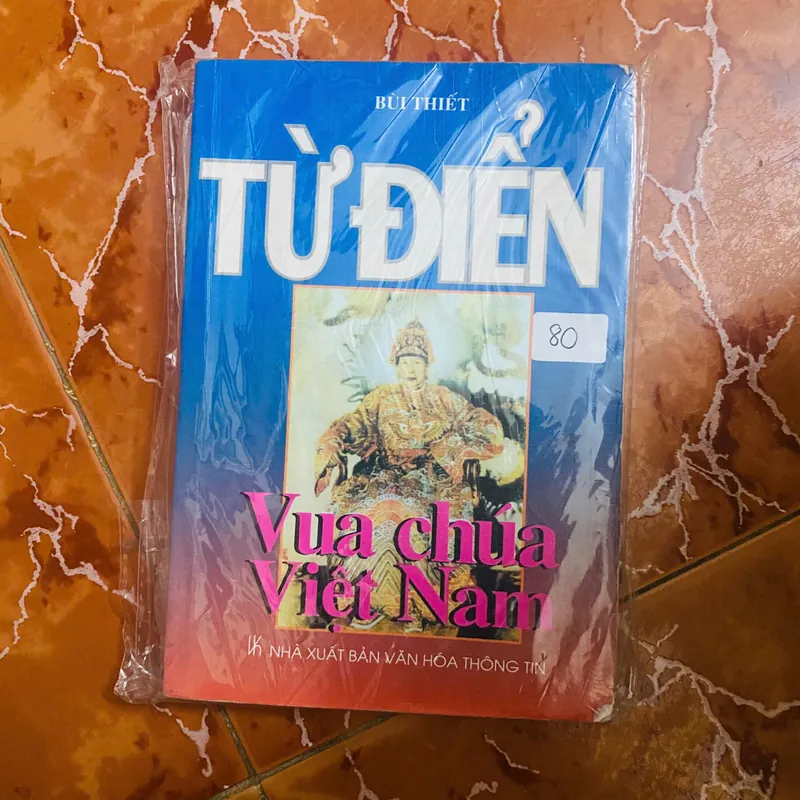 BÙI THIẾT
TỪ ĐIỂN
80
Vua chúa
Việt Nam
NHÀ XUẤT BẢN VĂN HÓA THÔNG TIN